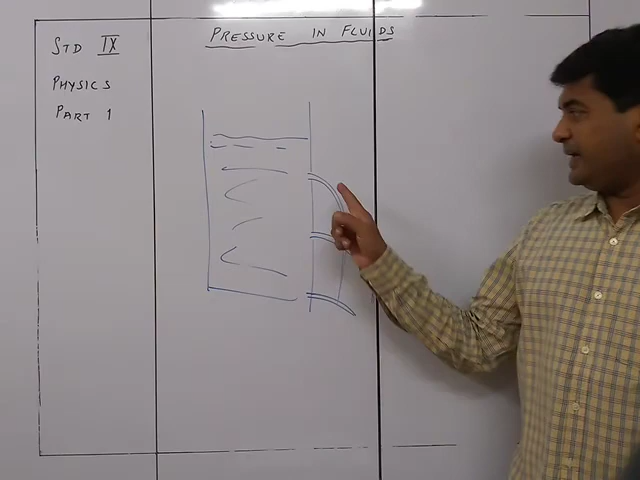 STD IX
PHYSICS
PART 1
PRESSURE IN FLUIDS